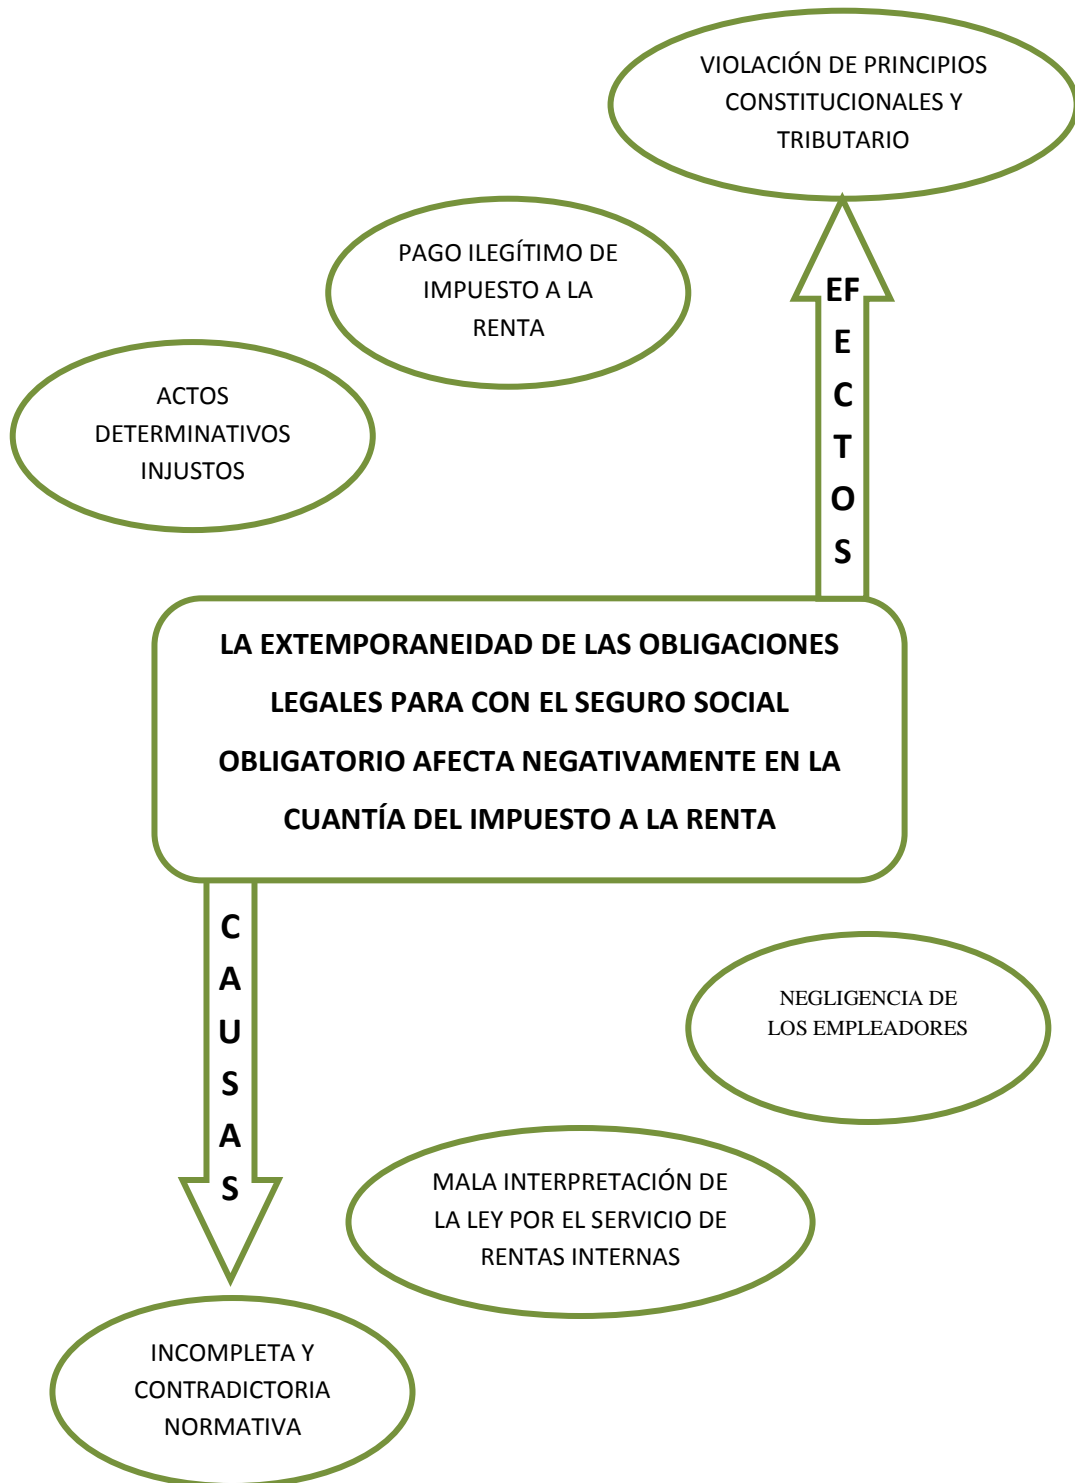 VIOLACIÓN DE PRINCIPIOS
CONSTITUCIONALES Y
TRIBUTARIO
PAGO ILEGÍTIMO DE
IMPUESTO A LA
RENTA
ACTOS
DETERMINATIVOS
INJUSTOS
EF
E
C
T
O
S
LA EXTEMPORANEIDAD DE LAS OBLIGACIONES
LEGALES PARA CON EL SEGURO SOCIAL
OBLIGATORIO AFECTA NEGATIVAMENTE EN LA
CUANTÍA DEL IMPUESTO A LA RENTA
C
A
U
S
A
S
NEGLIGENCIA DE
LOS EMPLEADORES
MALA INTERPRETACIÓN DE
LA LEY POR EL SERVICIO DE
RENTAS INTERNAS
INCOMPLETA Y
CONTRADICTORIA
NORMATIVA